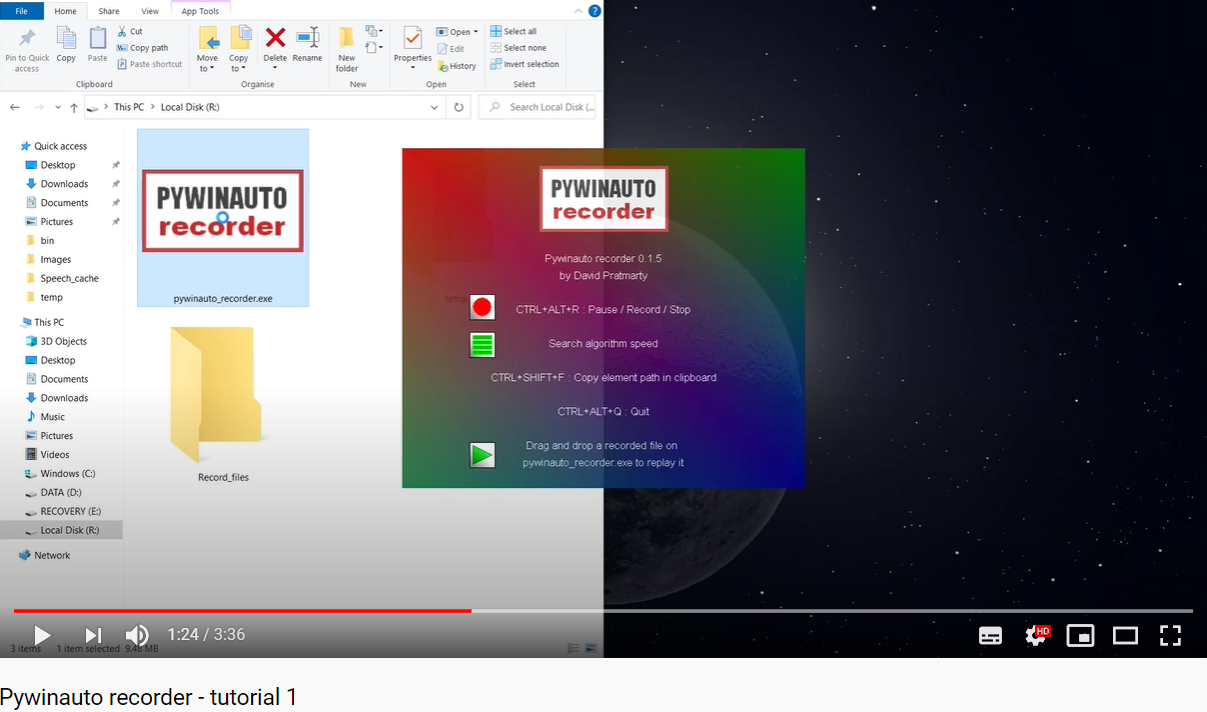 File Home Share View App Tools
Pin to Quick access
Copy
Paste
Cut
Copy path
Paste shortcut
Move to
Copy to
Delete
Rename
New folder
Properties
Open
Edit
History
Select all
Select none
Invert selection
Clipboard Organise New Open Select
This PC > Local Disk (R:)
Search Local Disk (...
Quick access
Desktop
Downloads
Documents
Pictures
bin
Images
Speech_cache
temp
This PC
3D Objects
Desktop
Documents
Downloads
Music
Pictures
Videos
Windows (C:)
DATA (D:)
RECOVERY (E:)
Local Disk (R:)
Network
PYWINAUTO
recorder
pywinauto_recorder.exe
Record_files
PYWINAUTO
recorder
Pywinauto recorder 0.1.5
by David Pratmarty
temp
CTRL+ALT+R : Pause / Record / Stop
Search algorithm speed
CTRL+SHIFT+F : Copy element path in clipboard
CTRL+ALT+Q : Quit
Drag and drop a recorded file on
pywinauto_recorder.exe to replay it
1:24 / 3:36
HD
3 items 1 item selected 9.48 MB
Pywinauto recorder - tutorial 1